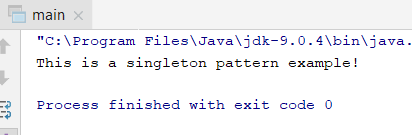 main
"C:\Program Files\Java\jdk-9.0.4\bin\java.
This is a singleton pattern example!
Process finished with exit code 0